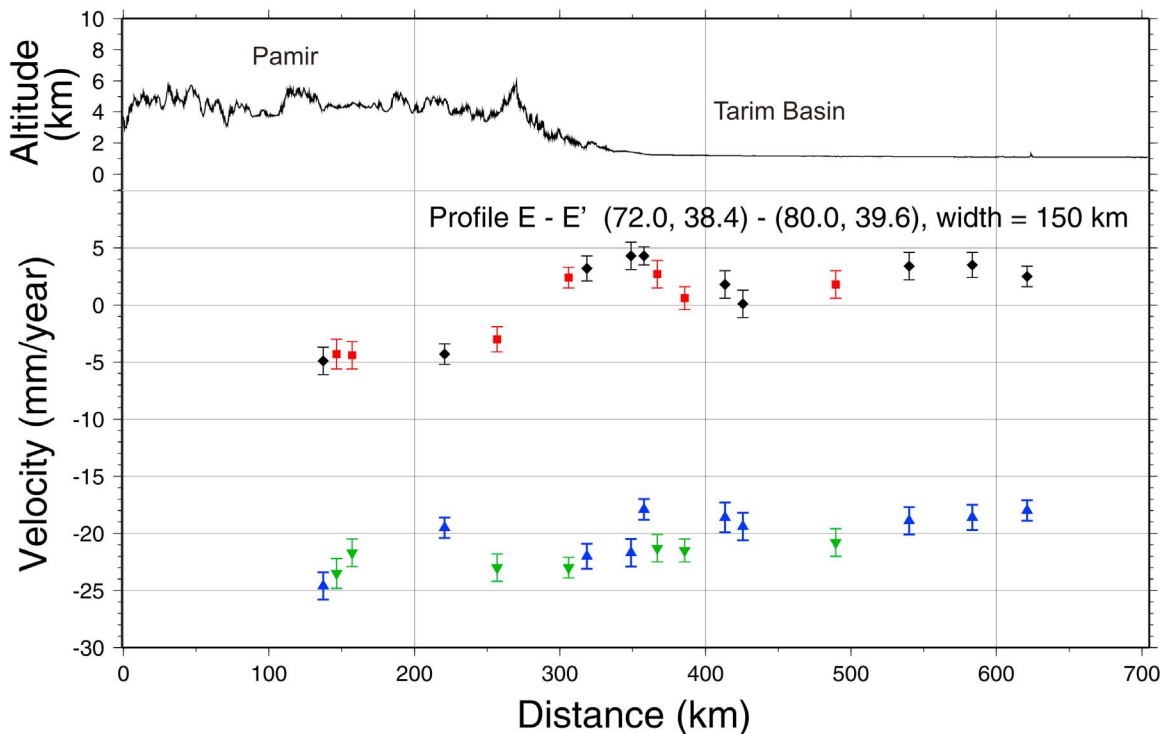 Altitude
(km)
10
8
6
4
2
0
Pamir
Tarim Basin
Profile E - E' (72.0, 38.4) - (80.0, 39.6), width = 150 km
Velocity (mm/year)
5
0
-5
-10
-15
-20
-25
-30
0 100 200 300 400 500 600 700
Distance (km)